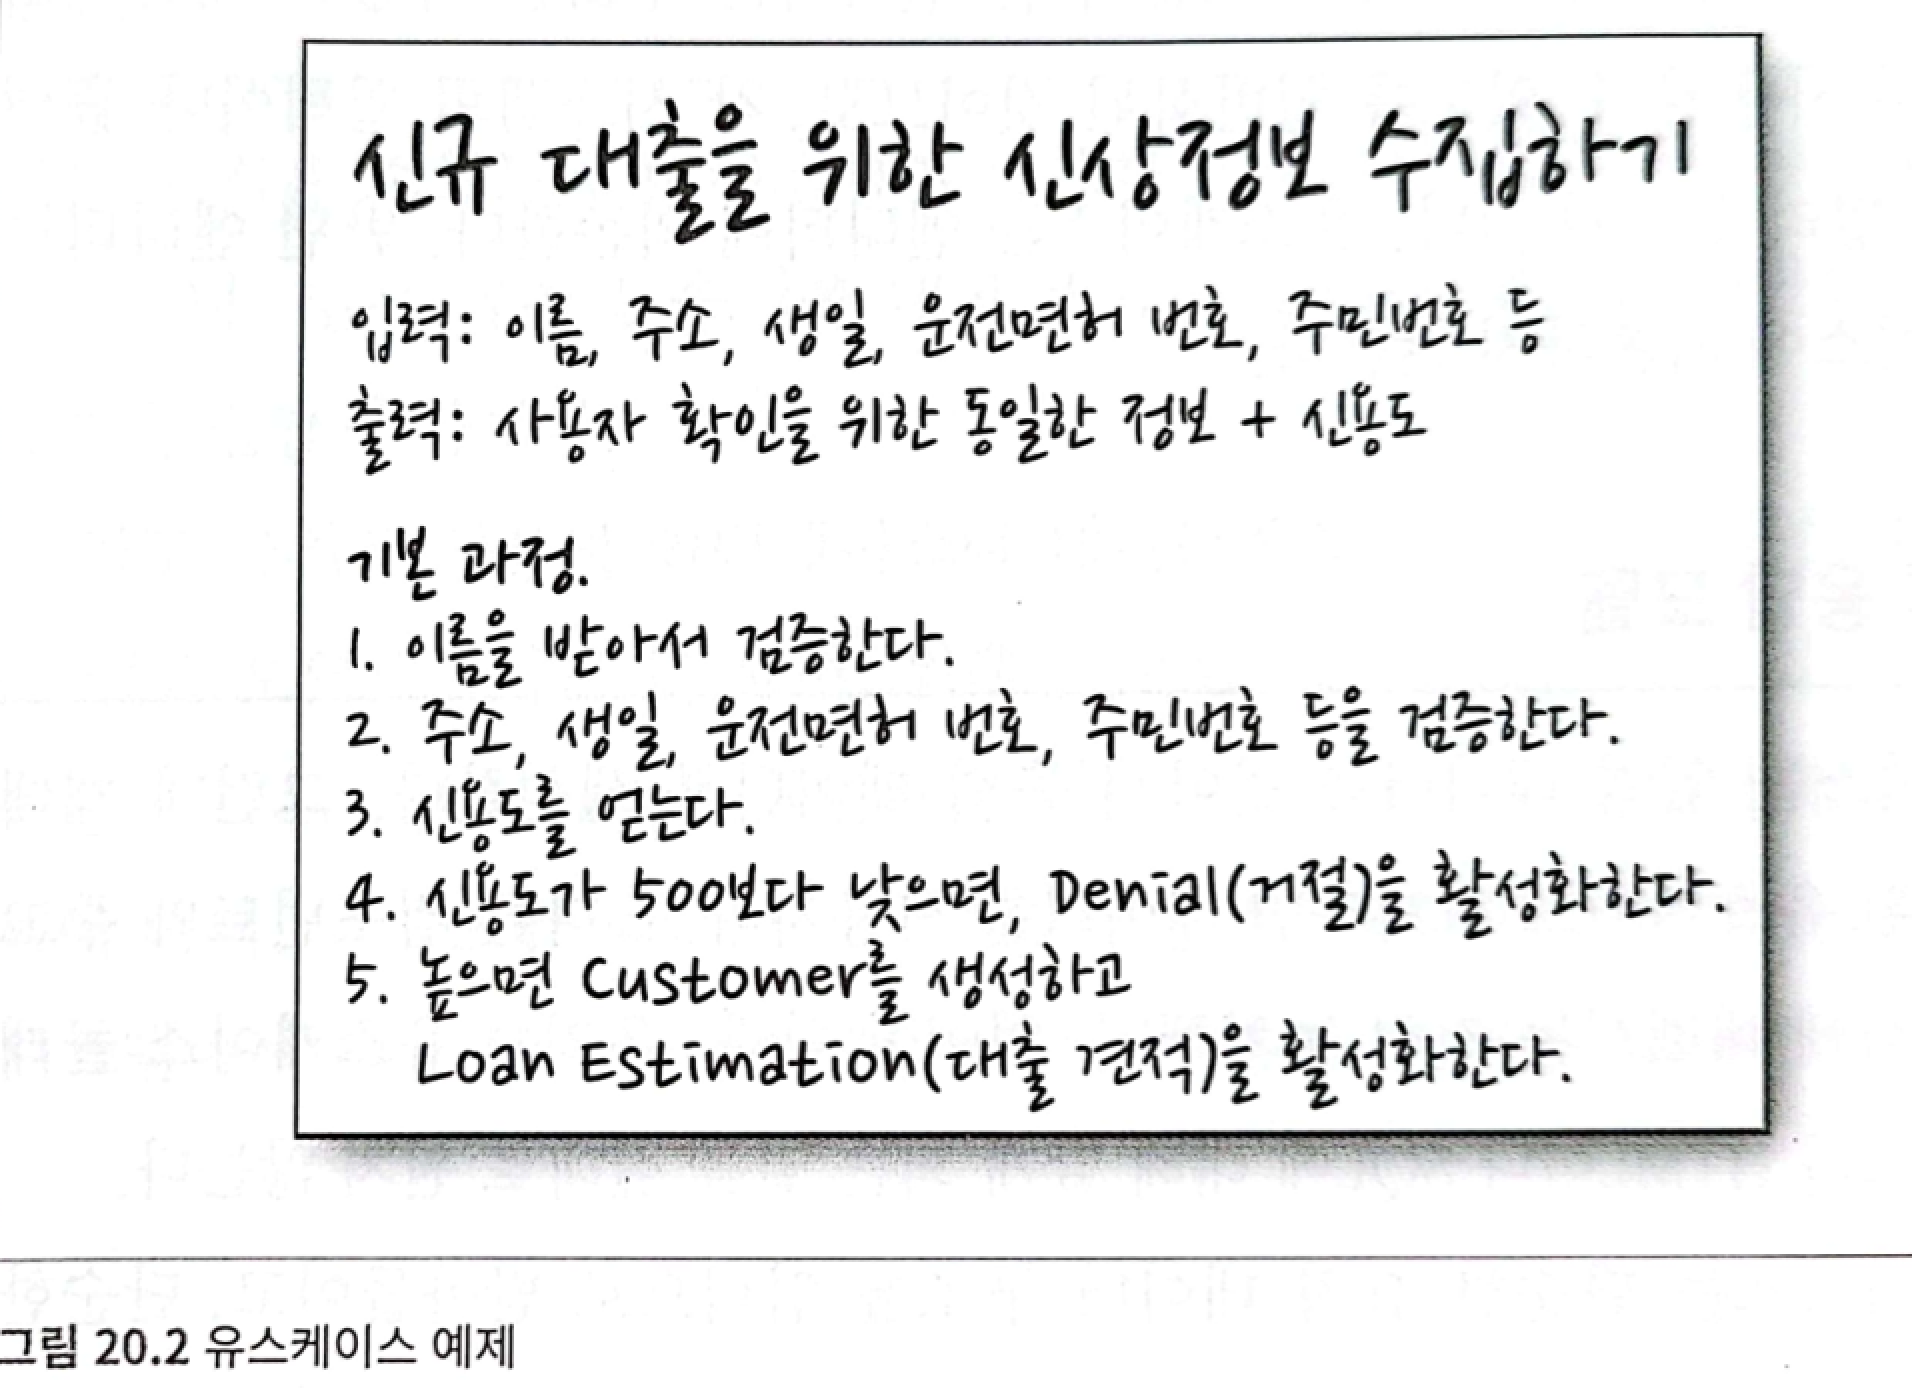 신규 대출을 위한 신상정보 수집하기
입력: 이름, 주소, 생일, 운전면허 번호, 주민번호 등
출력: 사용자 확인을 위한 동일한 정보 + 신용도
기본 과정.
1. 이름을 받아서 검증한다.
2. 주소, 생일, 운전면허 번호, 주민번호 등을 검증한다.
3. 신용도를 얻는다.
4. 신용도가 500보다 낮으면, Denial(거절)을 활성화한다.
5. 높으면 Customer를 생성하고
Loan Estimation(대출 견적)을 활성화한다.
그림 20.2 유스케이스 예제